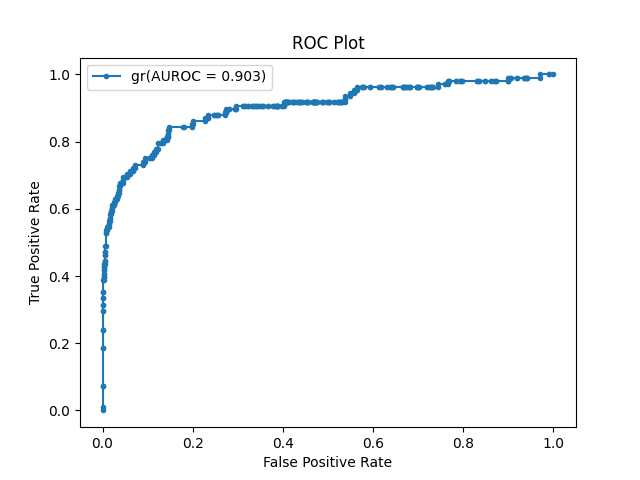 ROC Plot
gr(AUROC = 0.903)
1.0
0.8
0.6
0.4
0.2
0.0
True Positive Rate
0.0 0.2 0.4 0.6 0.8 1.0
False Positive Rate